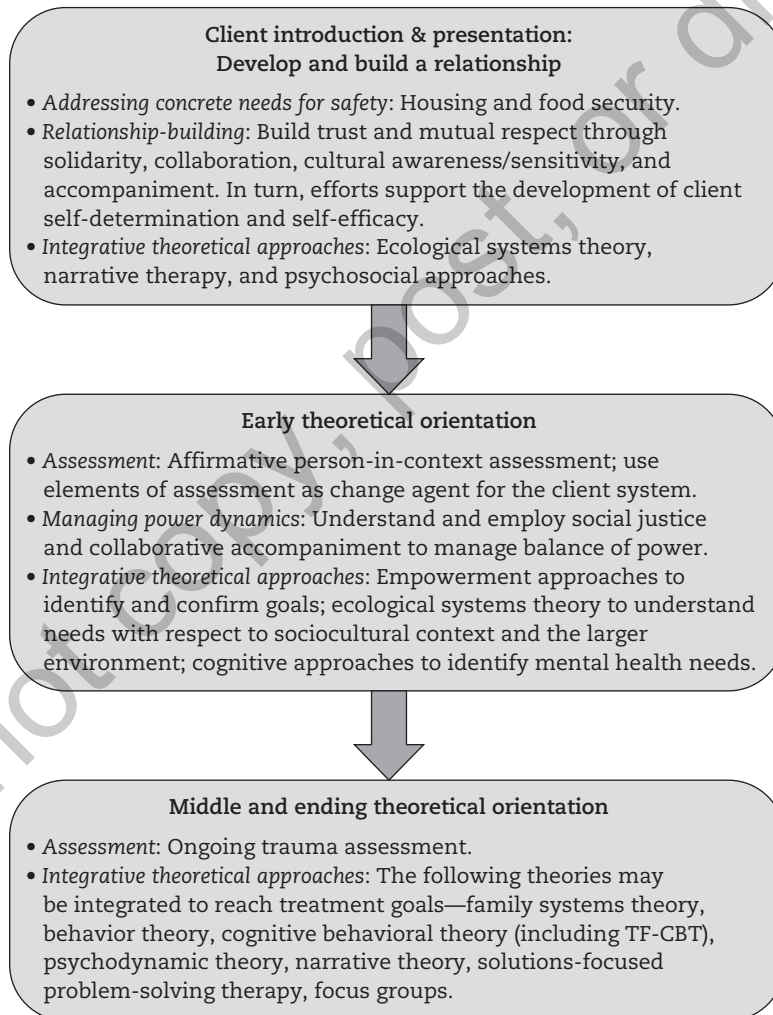 Client introduction & presentation:
Develop and build a relationship
• Addressing concrete needs for safety: Housing and food security.
• Relationship-building: Build trust and mutual respect through
solidarity, collaboration, cultural awareness/sensitivity, and
accompaniment. In turn, efforts support the development of client
self-determination and self-efficacy.
• Integrative theoretical approaches: Ecological systems theory,
narrative therapy, and psychosocial approaches.
Early theoretical orientation
• Assessment: Affirmative person-in-context assessment; use
elements of assessment as change agent for the client system.
• Managing power dynamics: Understand and employ social justice
and collaborative accompaniment to manage balance of power.
• Integrative theoretical approaches: Empowerment approaches to
identify and confirm goals; ecological systems theory to understand
needs with respect to sociocultural context and the larger
environment; cognitive approaches to identify mental health needs.
Middle and ending theoretical orientation
• Assessment: Ongoing trauma assessment.
• Integrative theoretical approaches: The following theories may
be integrated to reach treatment goals—family systems theory,
behavior theory, cognitive behavioral theory (including TF-CBT),
psychodynamic theory, narrative theory, solutions-focused
problem-solving therapy, focus groups.
not copy, post, or